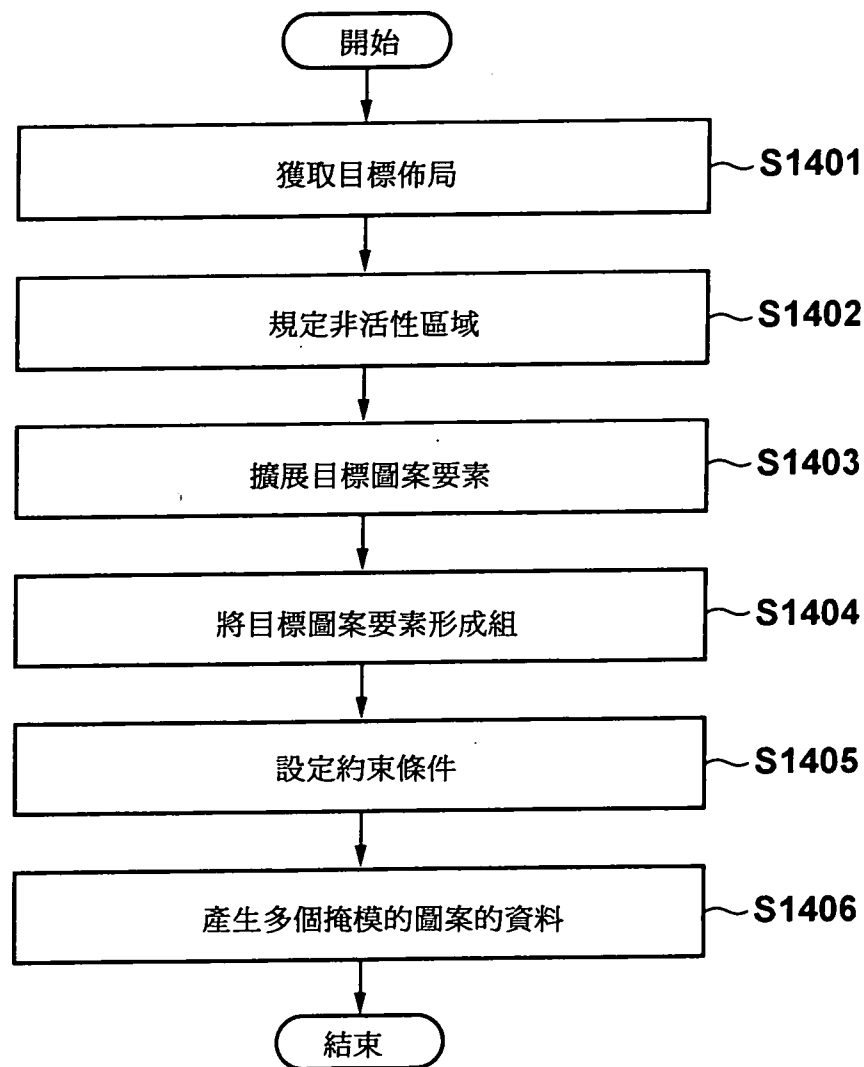 開始
獲取目標佈局
S1401
規定非活性區域
S1402
擴展目標圖案要素
S1403
將目標圖案要素形成組
S1404
設定約束條件
S1405
產生多個掩模的圖案的資料
S1406
結束